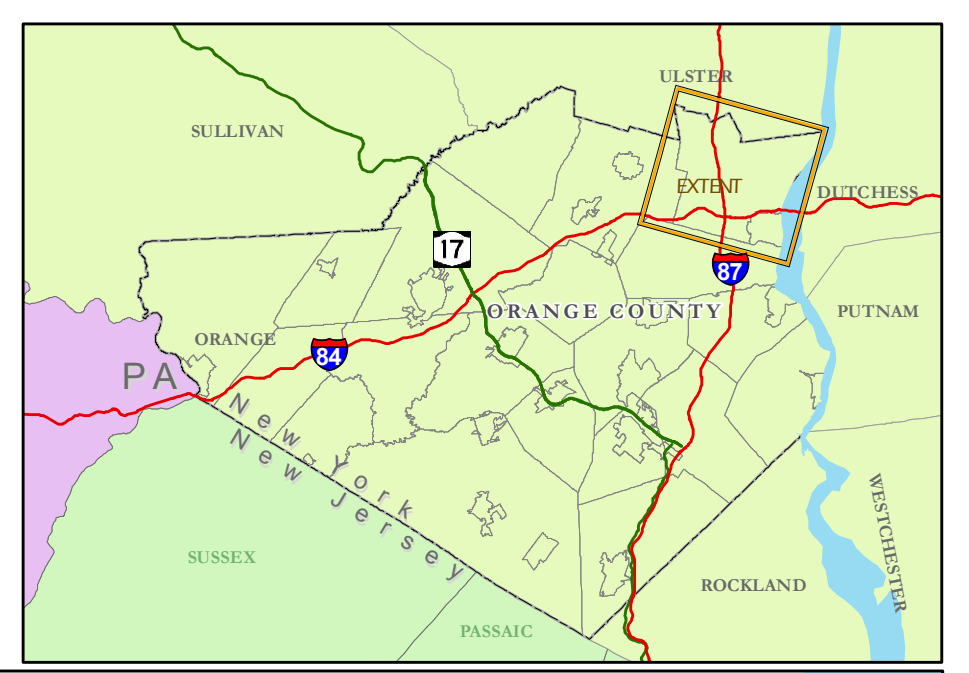 ULSTER
SULLIVAN
EXTENT
DUTCHESS
17
87
ORANGE COUNTY
PUTNAM
ORANGE
84
PA
New York
New Jersey
WESTCHESTER
SUSSEX
ROCKLAND
PASSAIC